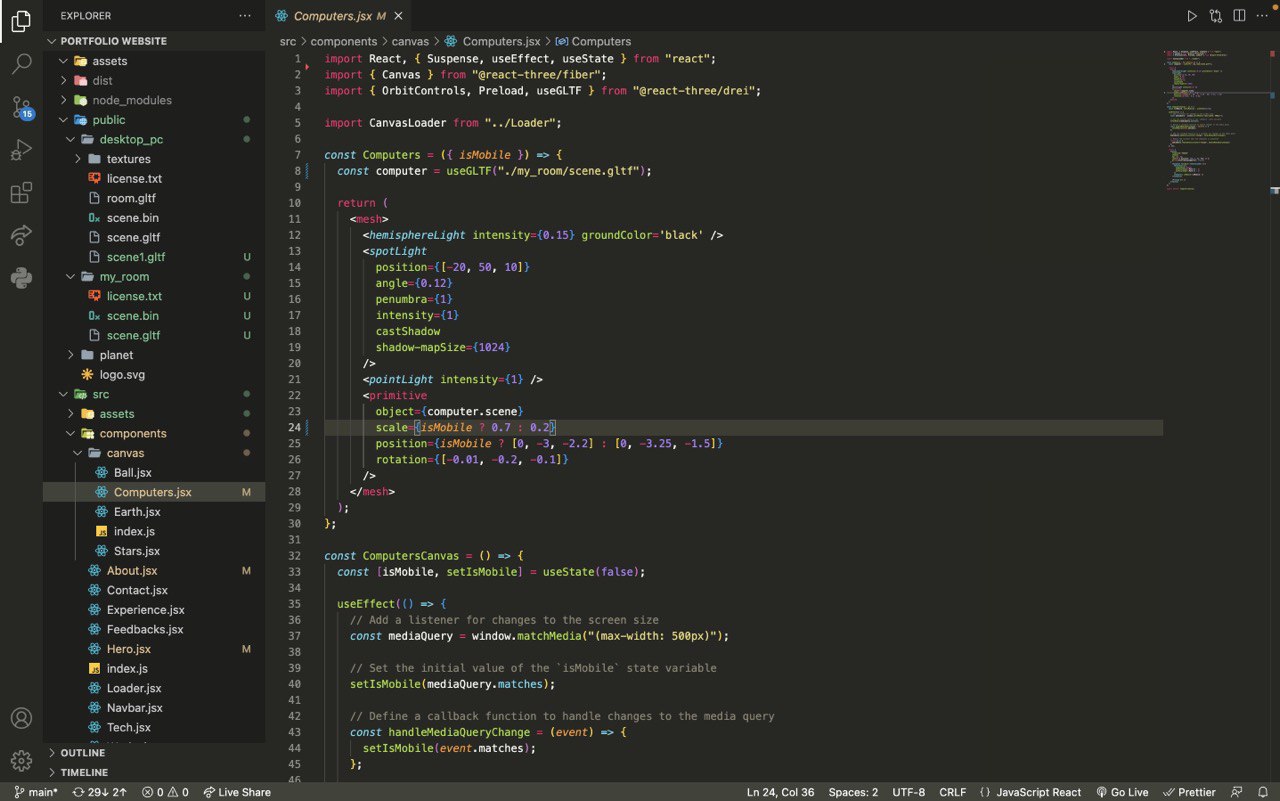 EXPLORER
PORTFOLIO WEBSITE
assets
dist
node_modules
public
desktop_pc
textures
license.txt
room.gltf
scene.bin
scene.gltf
scene1.gltf U
my_room
license.txt U
scene.bin U
scene.gltf U
planet
logo.svg
src
assets
components
canvas
Ball.jsx
Computers.jsx M
Earth.jsx
index.js
Stars.jsx
About.jsx M
Contact.jsx
Experience.jsx
Feedbacks.jsx
Hero.jsx M
index.js
Loader.jsx
Navbar.jsx
Tech.jsx
OUTLINE
TIMELINE
15
Computers.jsx M
src > components > canvas > Computers.jsx > Computers
1 import React, { Suspense, useEffect, useState } from "react";
2 import { Canvas } from "@react-three/fiber";
3 import { OrbitControls, Preload, useGLTF } from "@react-three/drei";
4
5 import CanvasLoader from "../Loader";
6
7 const Computers = ({ isMobile }) => {
8 const computer = useGLTF("./my_room/scene.gltf");
9
10 return (
11 <mesh>
12 <hemisphereLight intensity={0.15} groundColor='black' />
13 <spotLight
14 position={[-20, 50, 10]}
15 angle={0.12}
16 penumbra={1}
17 intensity={1}
18 castShadow
19 shadow-mapSize={1024}
20 />
21 <pointLight intensity={1} />
22 <primitive
23 object={computer.scene}
24 scale={isMobile ? 0.7 : 0.2}
25 position={isMobile ? [0, -3, -2.2] : [0, -3.25, -1.5]}
26 rotation={[-0.01, -0.2, -0.1]}
27 />
28 </mesh>
29 );
30 };
31
32 const ComputersCanvas = () => {
33 const [isMobile, setIsMobile] = useState(false);
34
35 useEffect(() => {
36 // Add a listener for changes to the screen size
37 const mediaQuery = window.matchMedia("(max-width: 500px)");
38
39 // Set the initial value of the `isMobile` state variable
40 setIsMobile(mediaQuery.matches);
41
42 // Define a callback function to handle changes to the media query
43 const handleMediaQueryChange = (event) => {
44 setIsMobile(event.matches);
45 };
46
main* 29↓ 2↑ 0 0 Live Share
Ln 24, Col 36 Spaces: 2 UTF-8 CRLF {} JavaScript React Go Live Prettier